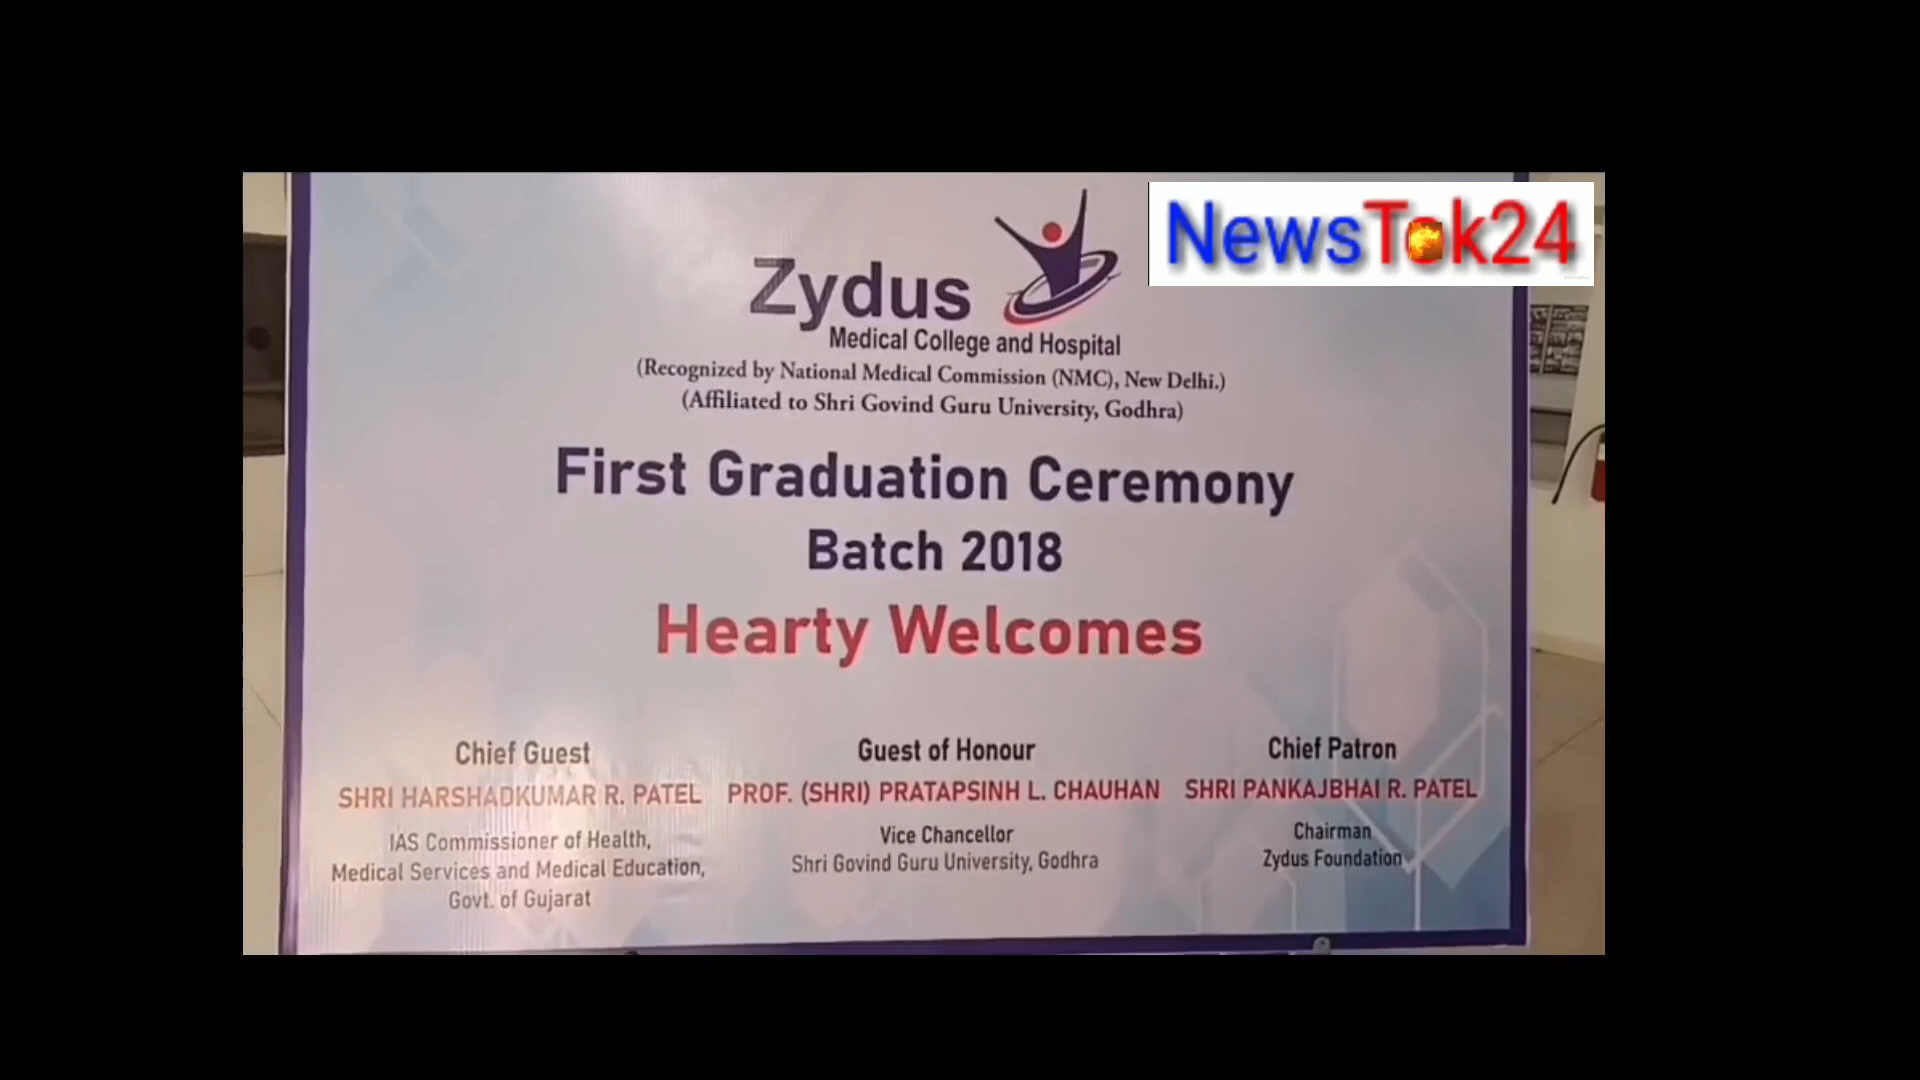 NewsTok24
Zydus
Medical College and Hospital
(Recognized by National Medical Commission (NMC), New Delhi.)
(Affiliated to Shri Govind Guru University, Godhra)
First Graduation Ceremony
Batch 2018
Hearty Welcomes
Chief Guest
SHRI HARSHADKUMAR R. PATEL
IAS Commissioner of Health,
Medical Services and Medical Education,
Govt. of Gujarat
Guest of Honour
PROF. (SHRI) PRATAPSINH L. CHAUHAN
Vice Chancellor
Shri Govind Guru University, Godhra
Chief Patron
SHRI PANKAJBHAI R. PATEL
Chairman
Zydus Foundation